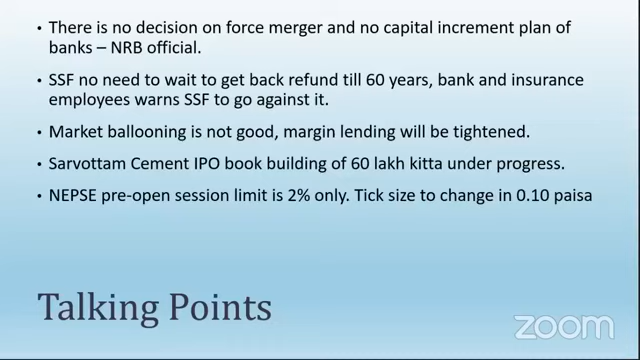 • There is no decision on force merger and no capital increment plan of
banks – NRB official.
• SSF no need to wait to get back refund till 60 years, bank and insurance
employees warns SSF to go against it.
• Market ballooning is not good, margin lending will be tightened.
• Sarvottam Cement IPO book building of 60 lakh kitta under progress.
• NEPSE pre-open session limit is 2% only. Tick size to change in 0.10 paisa
Talking Points
zoom